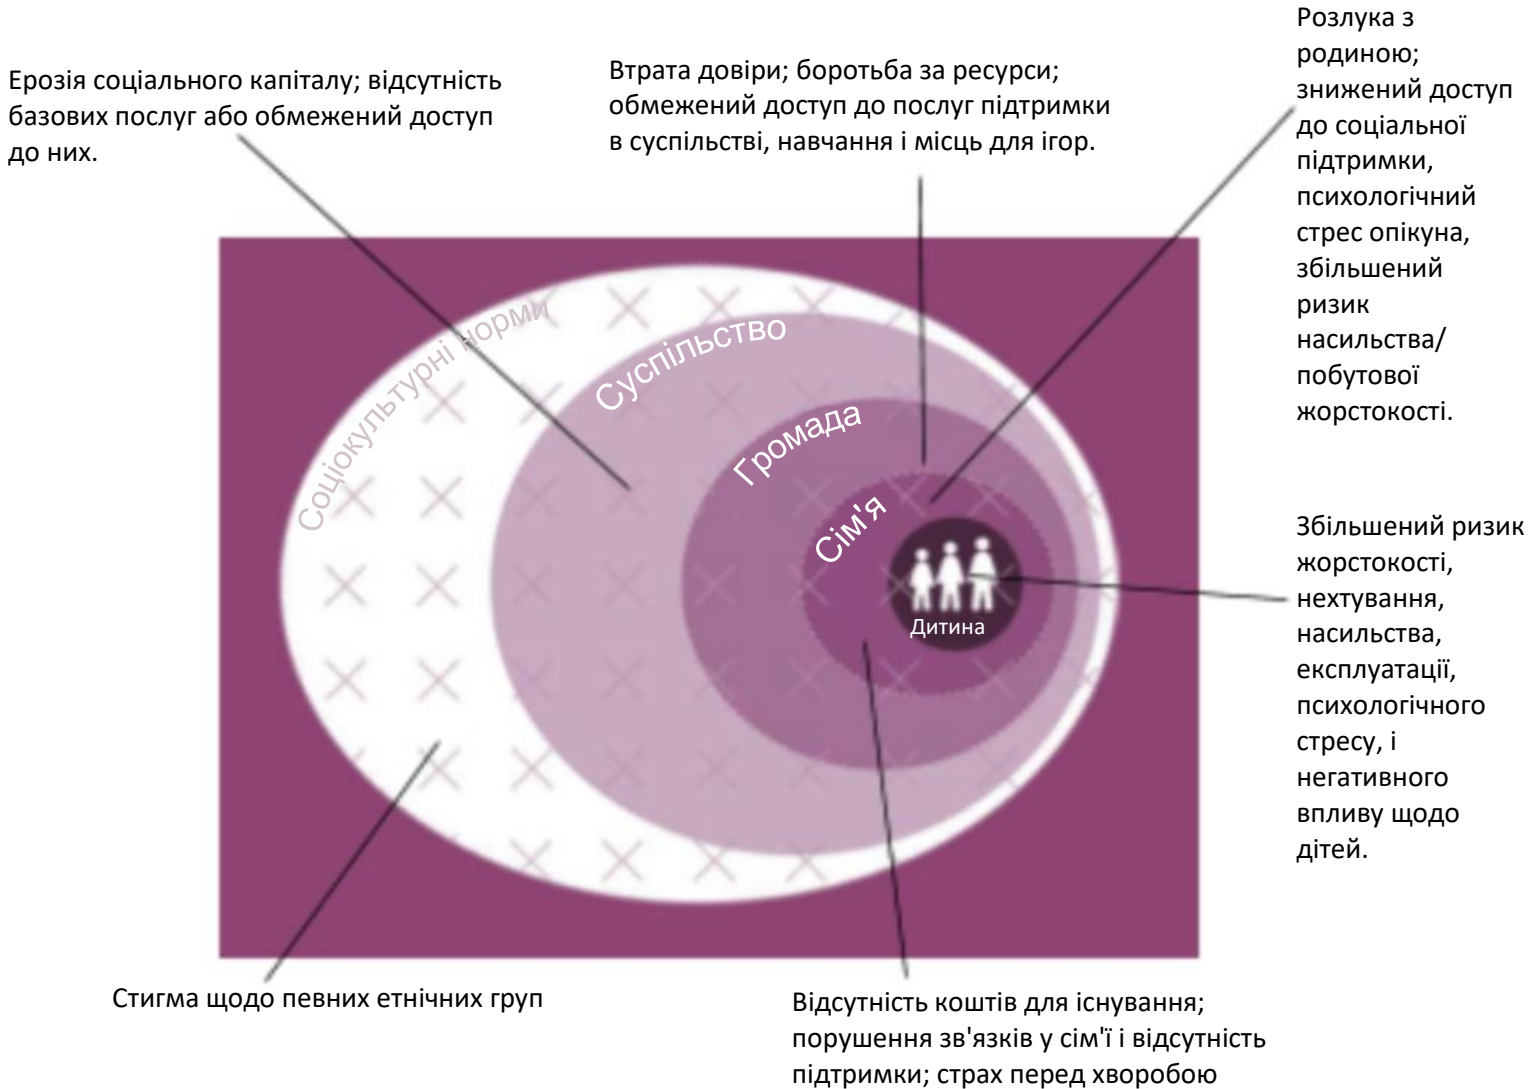 Ерозія соціального капіталу; відсутність
базових послуг або обмежений доступ
до них.
Втрата довіри; боротьба за ресурси;
обмежений доступ до послуг підтримки
в суспільстві, навчання і місць для ігор.
Розлука з
родиною;
знижений доступ
до соціальної
підтримки,
психологічний
стрес опікуна,
збільшений
ризик
насильства/
побутової
жорстокості.
Соціокультурні норми
Суспільство
Громада
Сім'я
Дитина
Збільшений ризик
жорстокості,
нехтування,
насильства,
експлуатації,
психологічного
стресу, і
негативного
впливу щодо
дітей.
Стигма щодо певних етнічних груп
Відсутність коштів для існування;
порушення зв'язків у сім'ї і відсутність
підтримки; страх перед хворобою